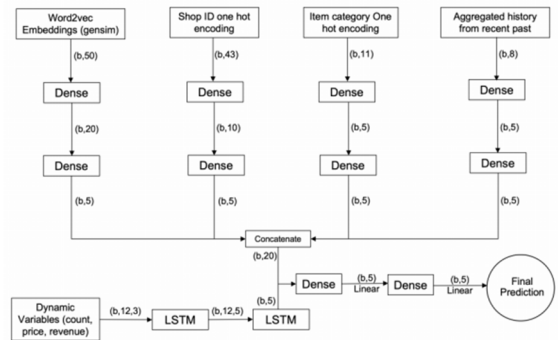 Word2vec
Embeddings (gensim)
Shop ID one hot
encoding
Item category One
hot encoding
Aggregated history
from recent past
(b,50)
(b,43)
(b,11)
(b,8)
Dense
Dense
Dense
Dense
(b,20)
(b,10)
(b,5)
(b,5)
Dense
Dense
Dense
Dense
(b,5)
(b,5)
(b,5)
(b,5)
Concatenate
(b,20)
Dense
(b,5)
Linear
Dense
(b,5)
Linear
Final
Prediction
(b,5)
Dynamic
Variables (count,
price, revenue)
(b,12,3)
LSTM
(b,12,5)
LSTM